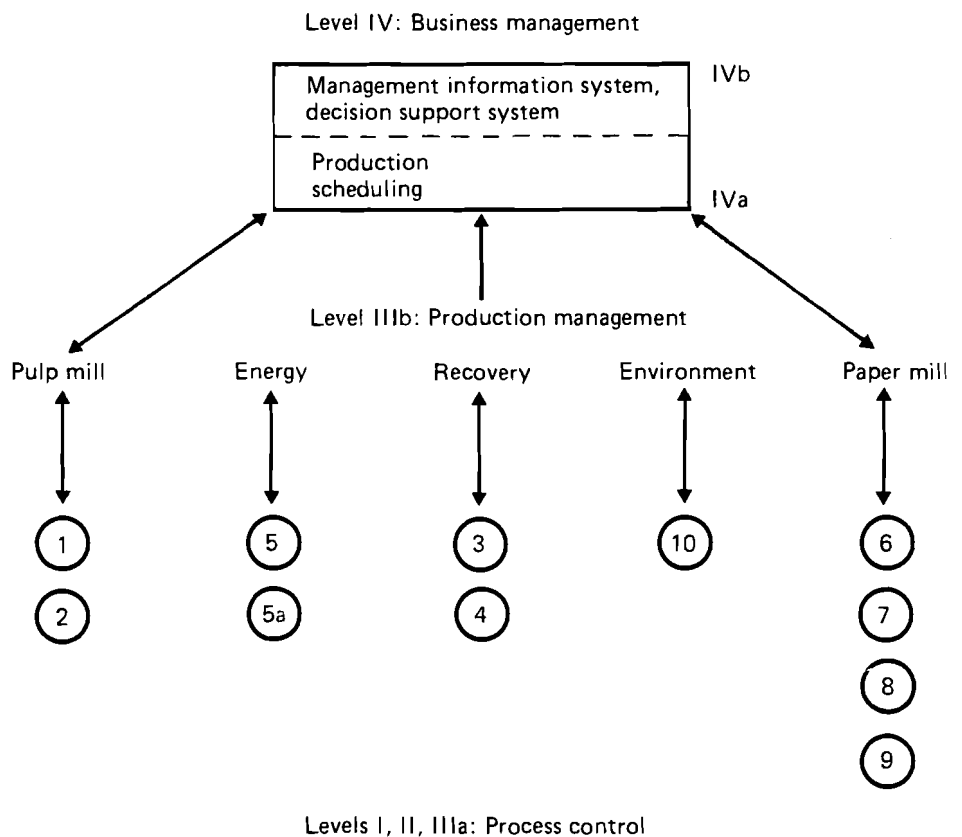 Level IV: Business management
IVb
Management information system,
decision support system
Production
scheduling
IVa
Level IIIb: Production management
Pulp mill
Energy
Recovery
Environment
Paper mill
1
5
3
10
6
2
5a
4
7
8
9
Levels I, II, IIIa: Process control